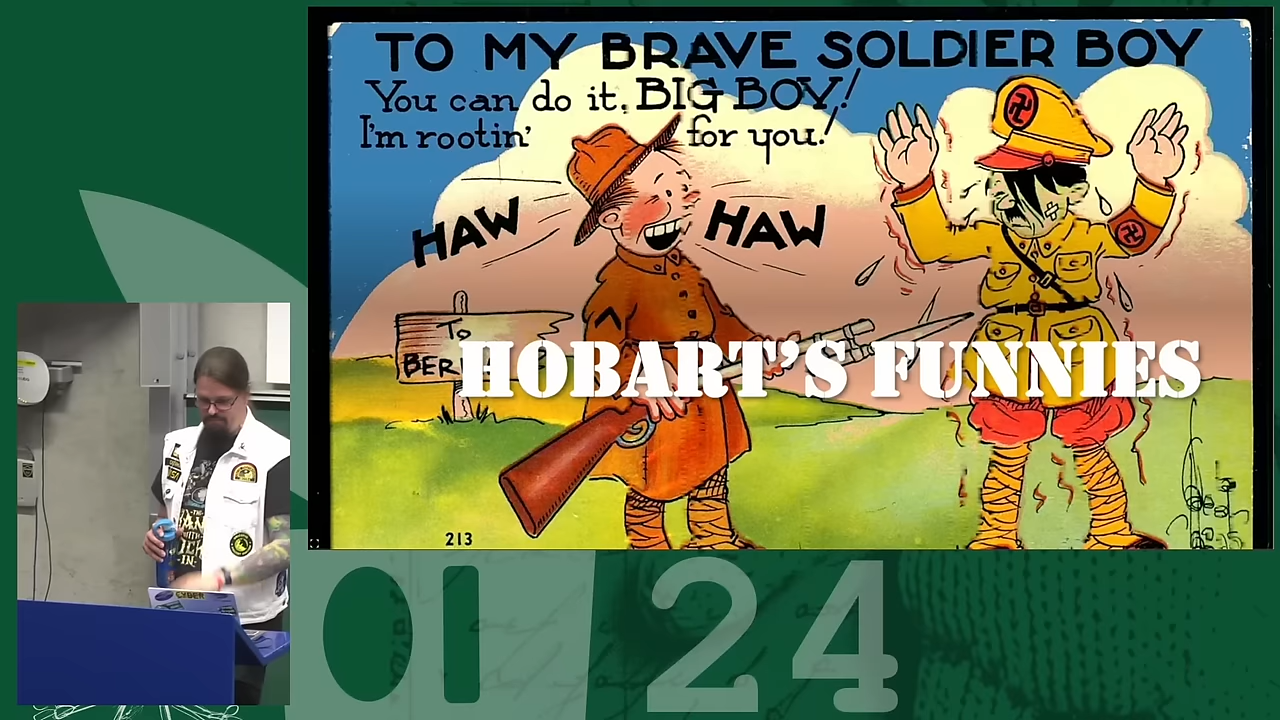 TO MY BRAVE SOLDIER BOY
You can do it, BIG BOY!
I'm rootin' for you!
HAW HAW
TO
BER
HOBART'S FUNNIES
213
CYBER
24